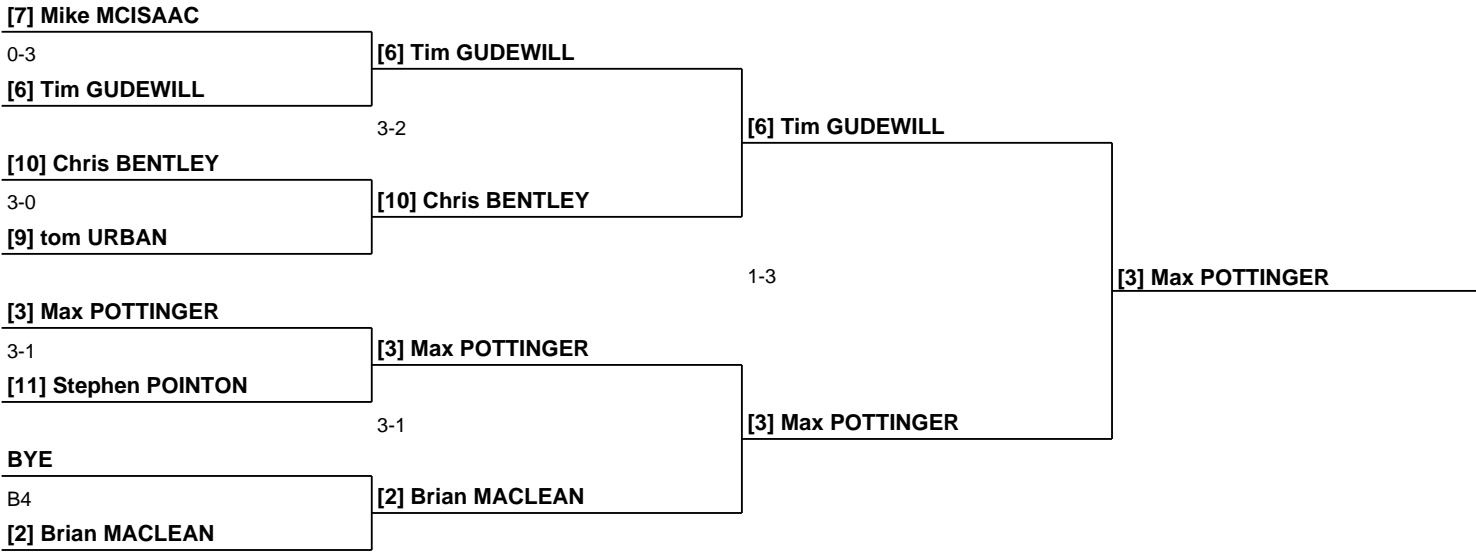 [7] Mike MCISAAC
0-3
[6] Tim GUDEWILL
[6] Tim GUDEWILL
3-2
[6] Tim GUDEWILL
[10] Chris BENTLEY
3-0
[10] Chris BENTLEY
[9] tom URBAN
1-3
[3] Max POTTINGER
[3] Max POTTINGER
3-1
[3] Max POTTINGER
[11] Stephen POINTON
3-1
[3] Max POTTINGER
BYE
B4
[2] Brian MACLEAN
[2] Brian MACLEAN